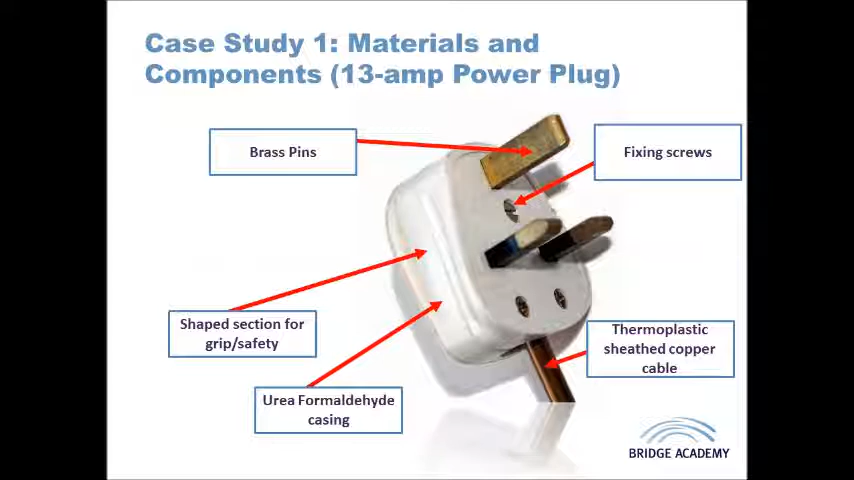 Case Study 1: Materials and
Components (13-amp Power Plug)
Brass Pins
Fixing screws
Shaped section for
grip/safety
Thermoplastic
sheathed copper
cable
Urea Formaldehyde
casing
BRIDGE ACADEMY